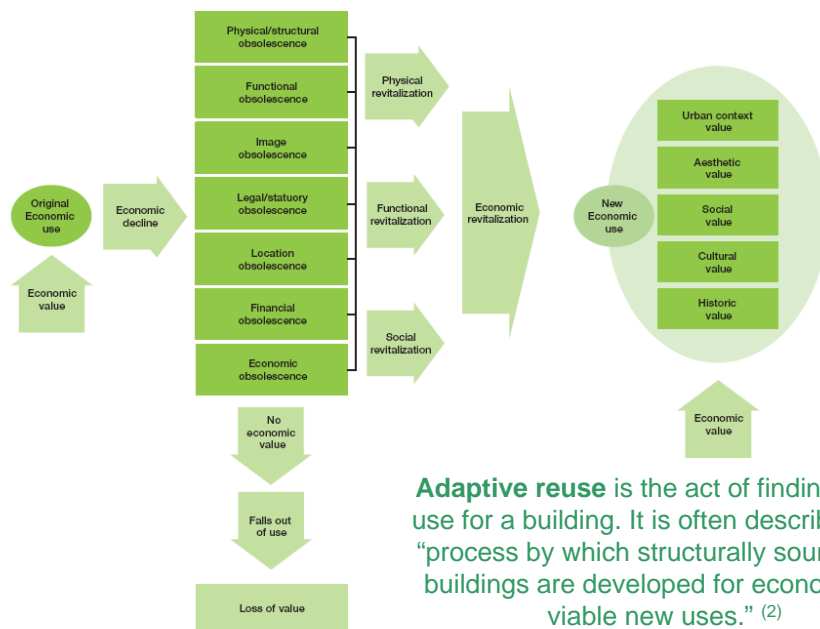 Physical/structural
obsolescence
Functional
obsolescence
Image
obsolescence
Legal/statuory
obsolescence
Location
obsolescence
Financial
obsolescence
Economic
obsolescence
Original
Economic
use
Economic
decline
Economic
value
Physical
revitalization
Functional
revitalization
Social
revitalization
Economic
revitalization
New
Economic
use
Urban context
value
Aesthetic
value
Social
value
Cultural
value
Historic
value
Economic
value
No
economic
value
Falls out
of use
Loss of value
Adaptive reuse is the act of findin
use for a building. It is often describ
“process by which structurally sour
buildings are developed for econo
viable new uses.” (2)